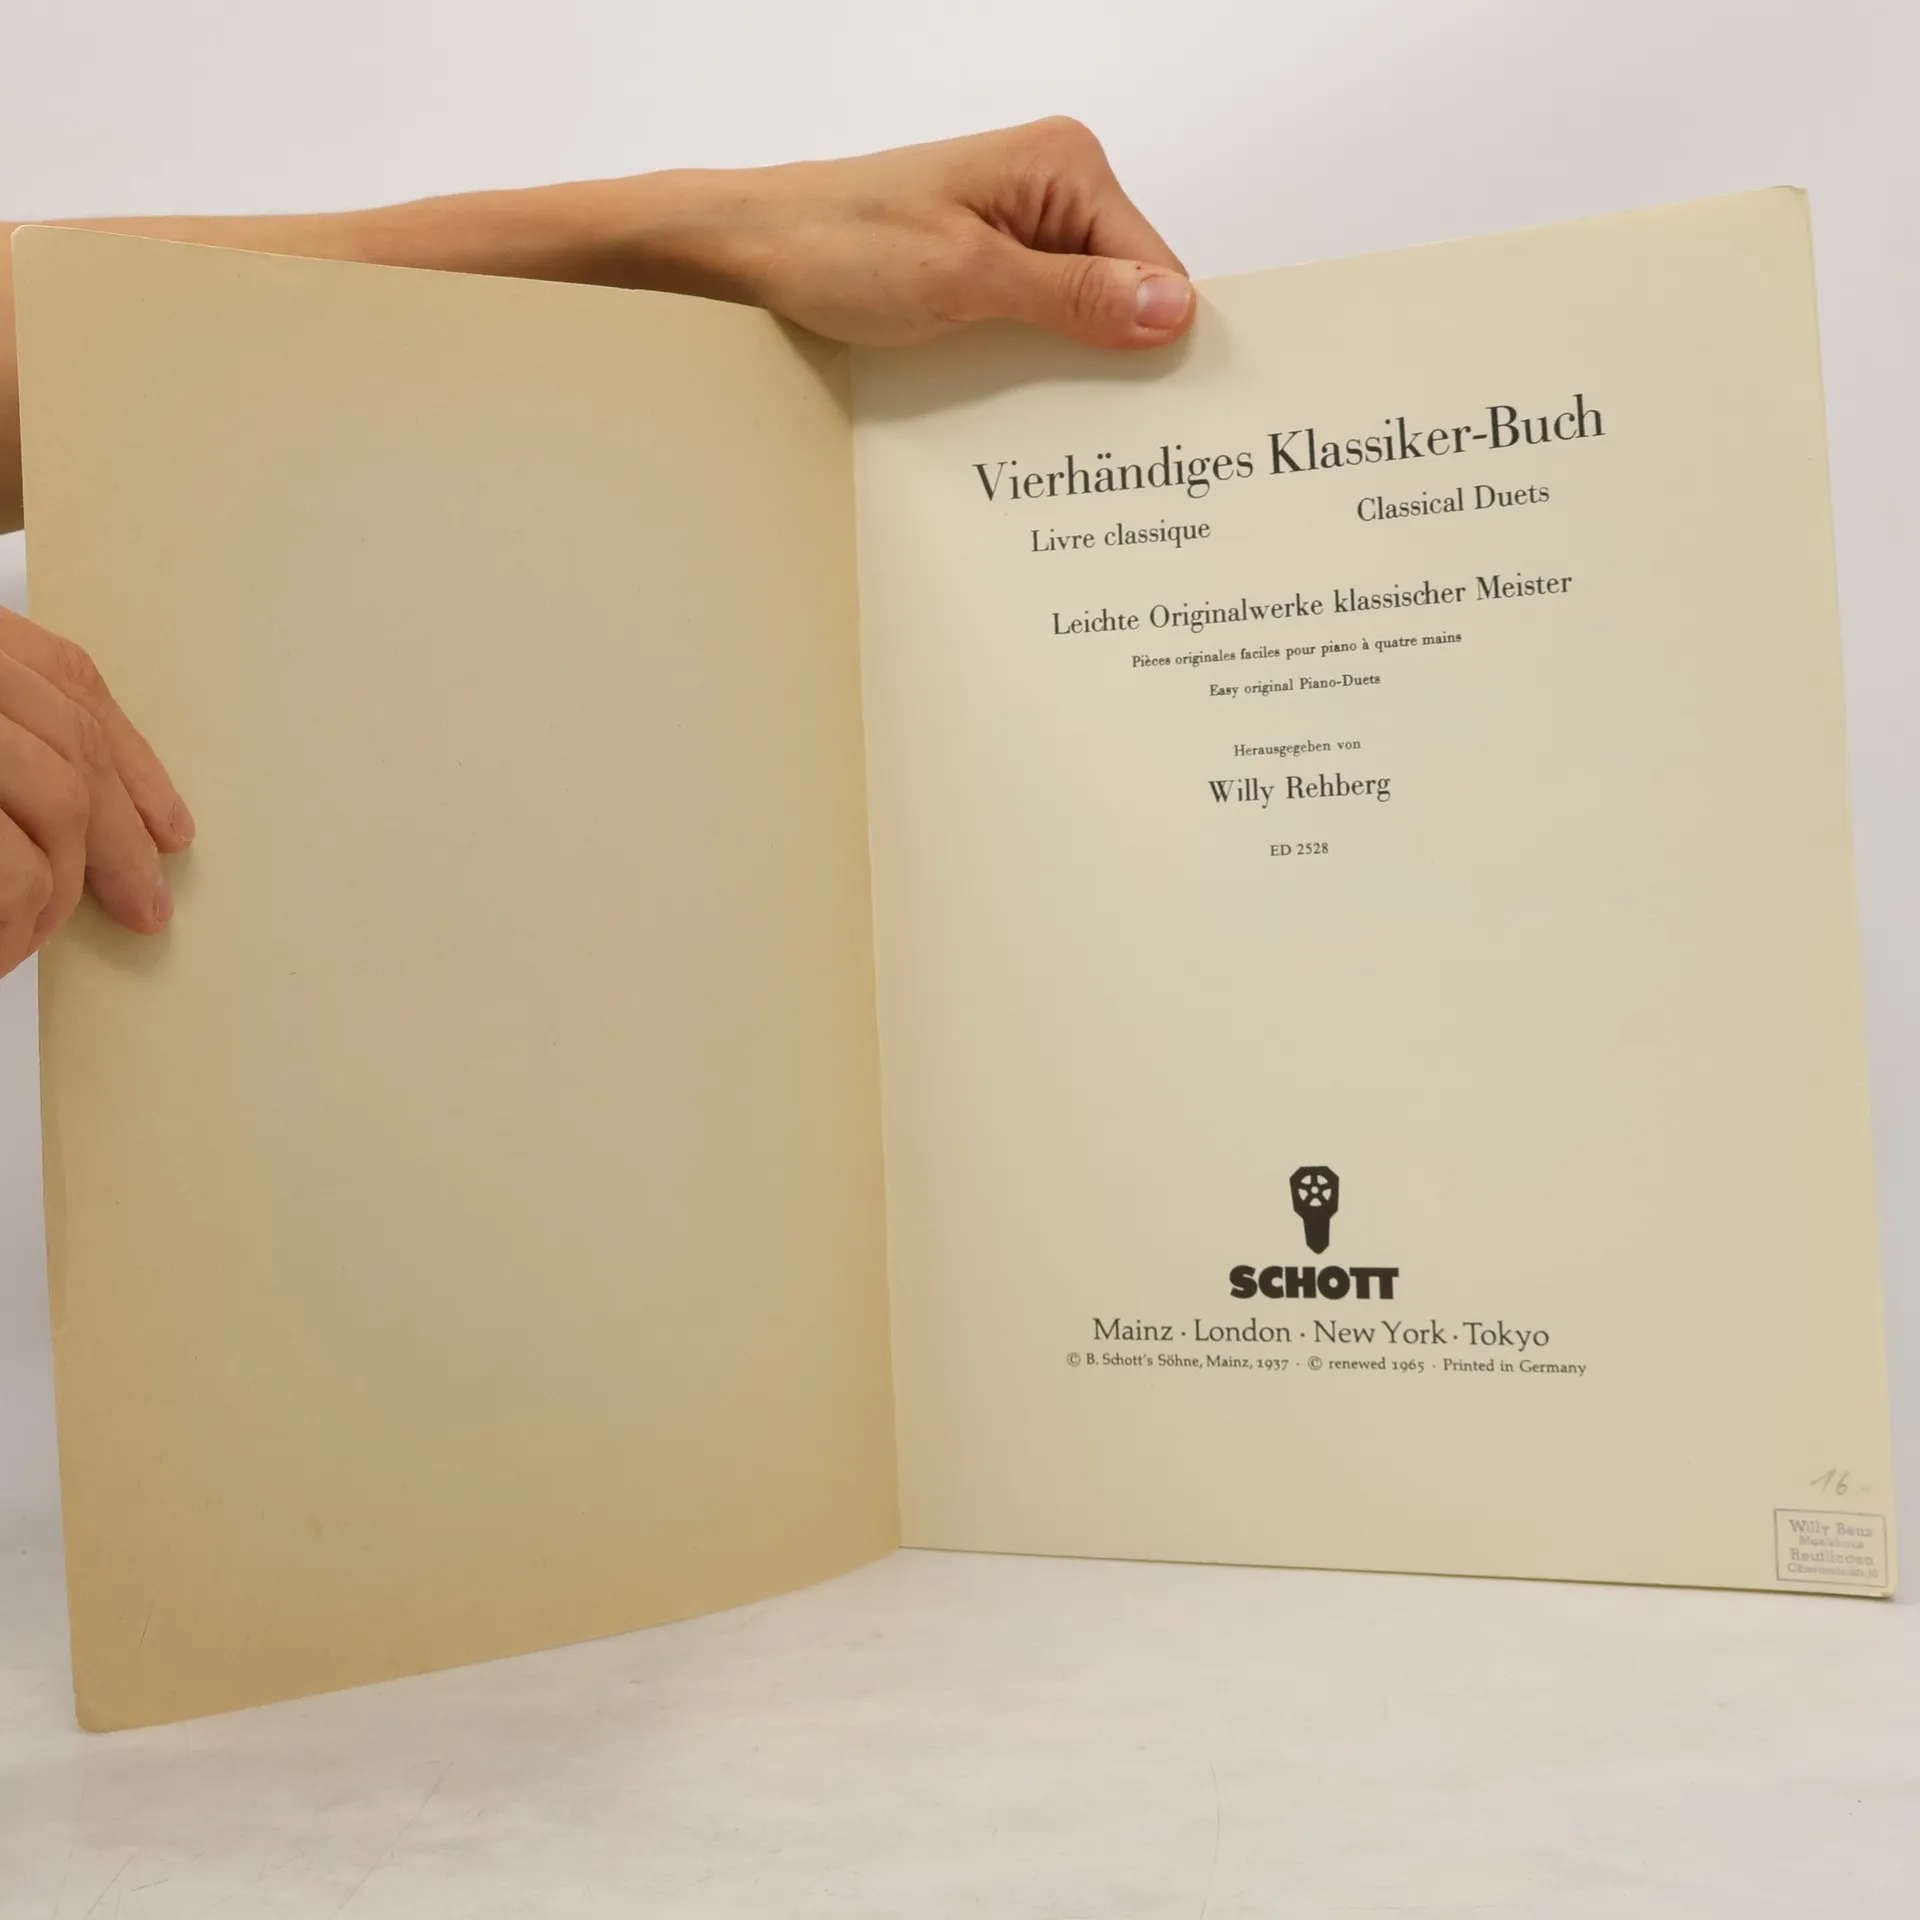 Vierhändiges Klassiker-Buch
Livre classique
Classical Duets
Leichte Originalwerke klassischer Meister
Pièces originales faciles pour piano à quatre mains
Easy original Piano-Duets
Herausgegeben von
Willy Rehberg
ED 2528
SCHOTT
Mainz · London · New York · Tokyo
© B. Schott's Söhne, Mainz, 1937 · © renewed 1965 · Printed in Germany
16.-
Willy
Musikhaus
Reutlingen